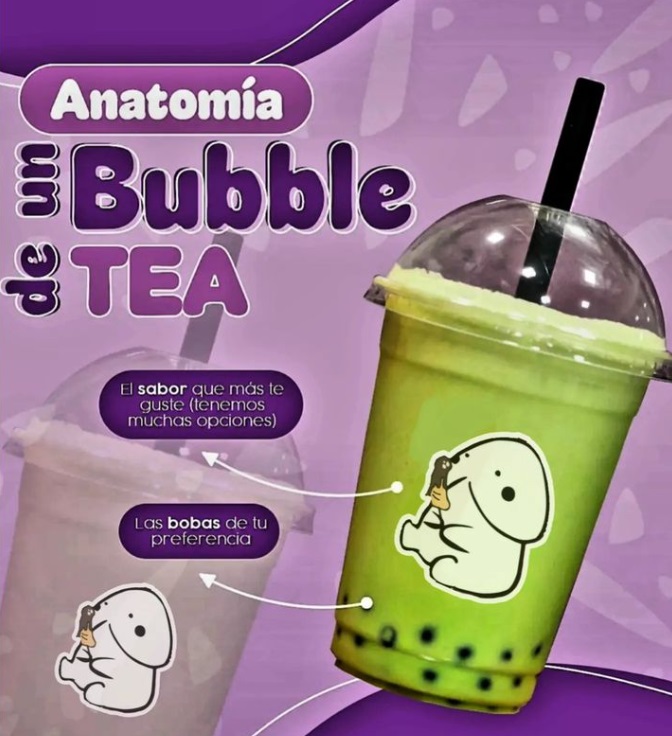 Anatomía
de un Bubble
TEA
El sabor que más te
guste (tenemos
muchas opciones)
Las bobas de tu
preferencia